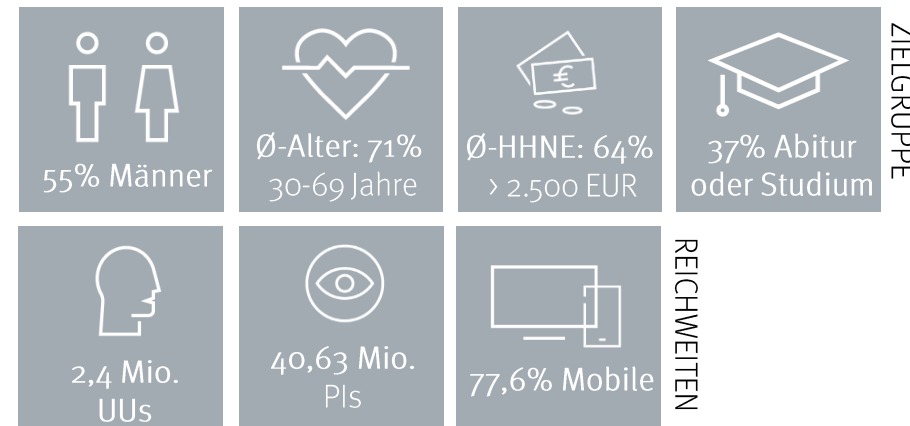 55% Männer
Ø-Alter: 71%
30-69 Jahre
Ø-HHNE: 64%
> 2.500 EUR
37% Abitur
oder Studium
ZIELGRUPPE
2,4 Mio.
UUs
40,63 Mio.
PIs
77,6% Mobile
REICHWEITEN